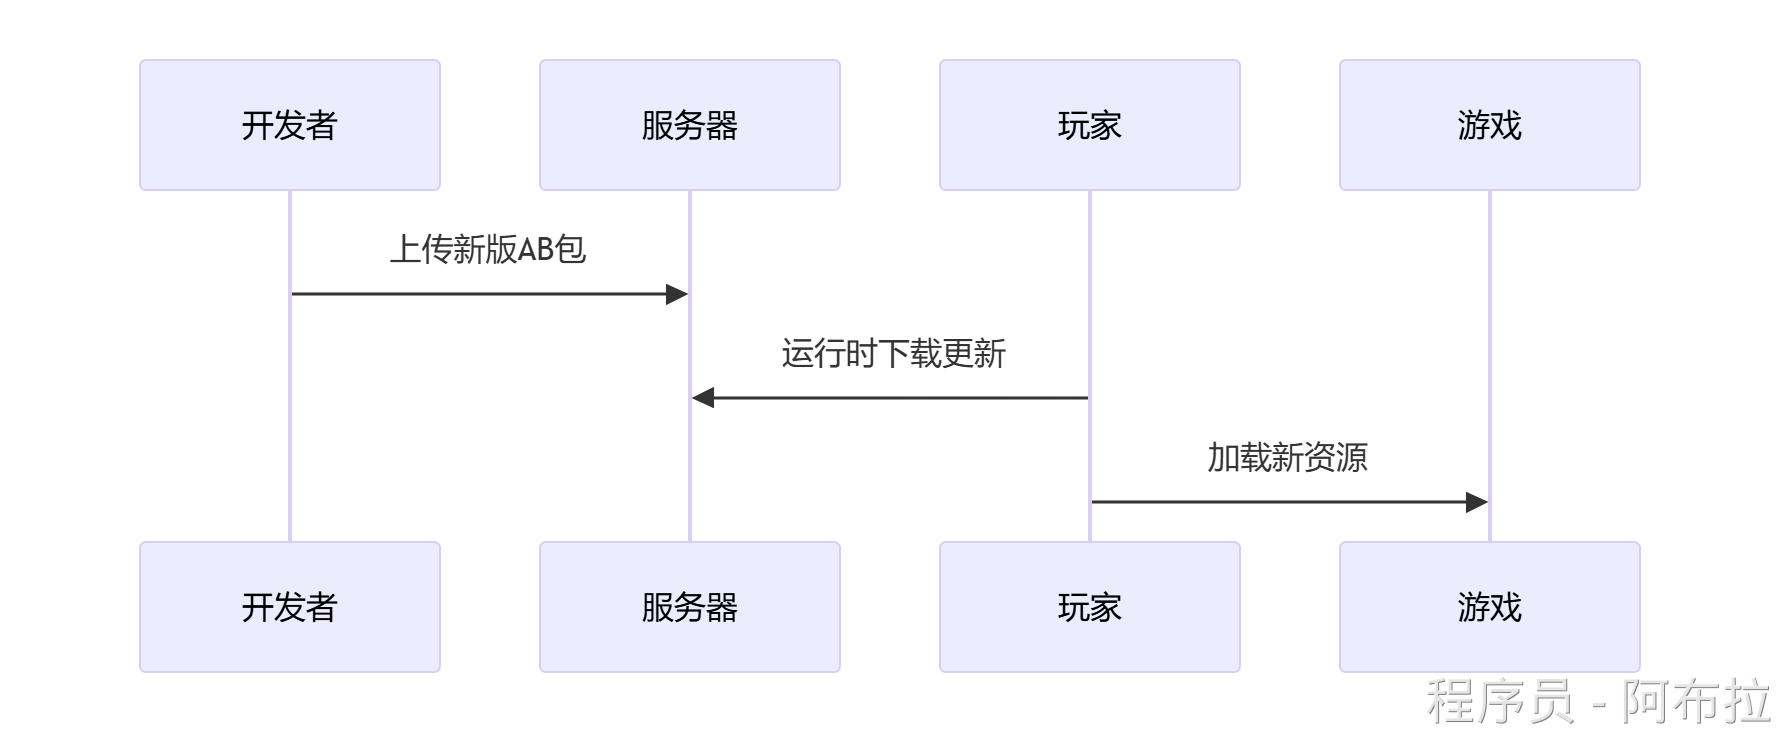 开发者
服务器
玩家
游戏
上传新版AB包
运行时下载更新
加载新资源
开发者
服务器
玩家
游戏
程序员 - 阿布拉